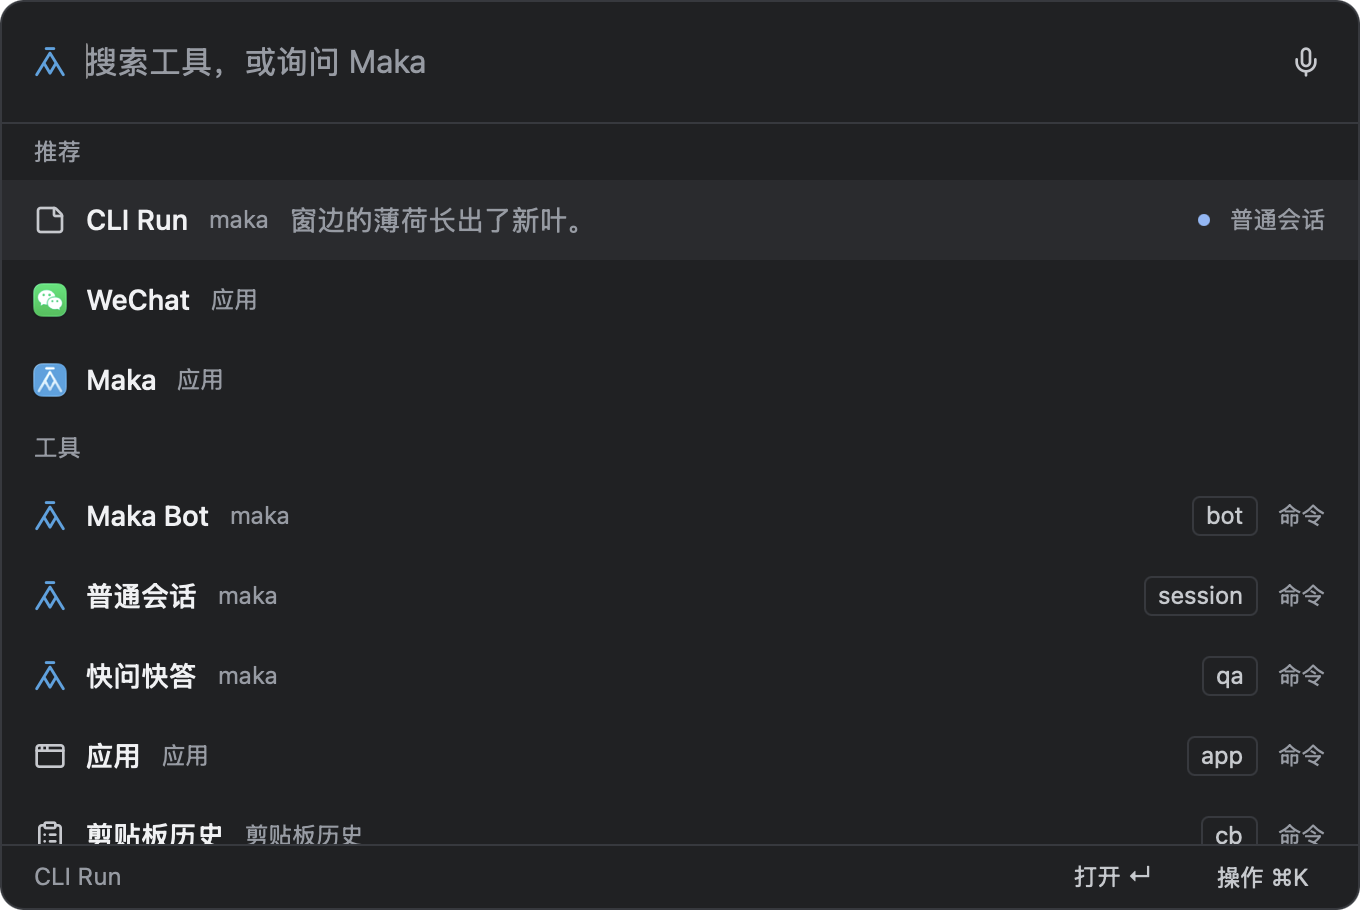 搜索工具，或询问 Maka
推荐
CLI Run maka 窗边的薄荷长出了新叶。 普通会话
WeChat 应用
Maka 应用
工具
Maka Bot maka bot 命令
普通会话 maka session 命令
快问快答 maka qa 命令
应用 应用 app 命令
剪贴板历史 剪贴板历史 cb 命令
CLI Run 打开 ↵ 操作 ⌘K